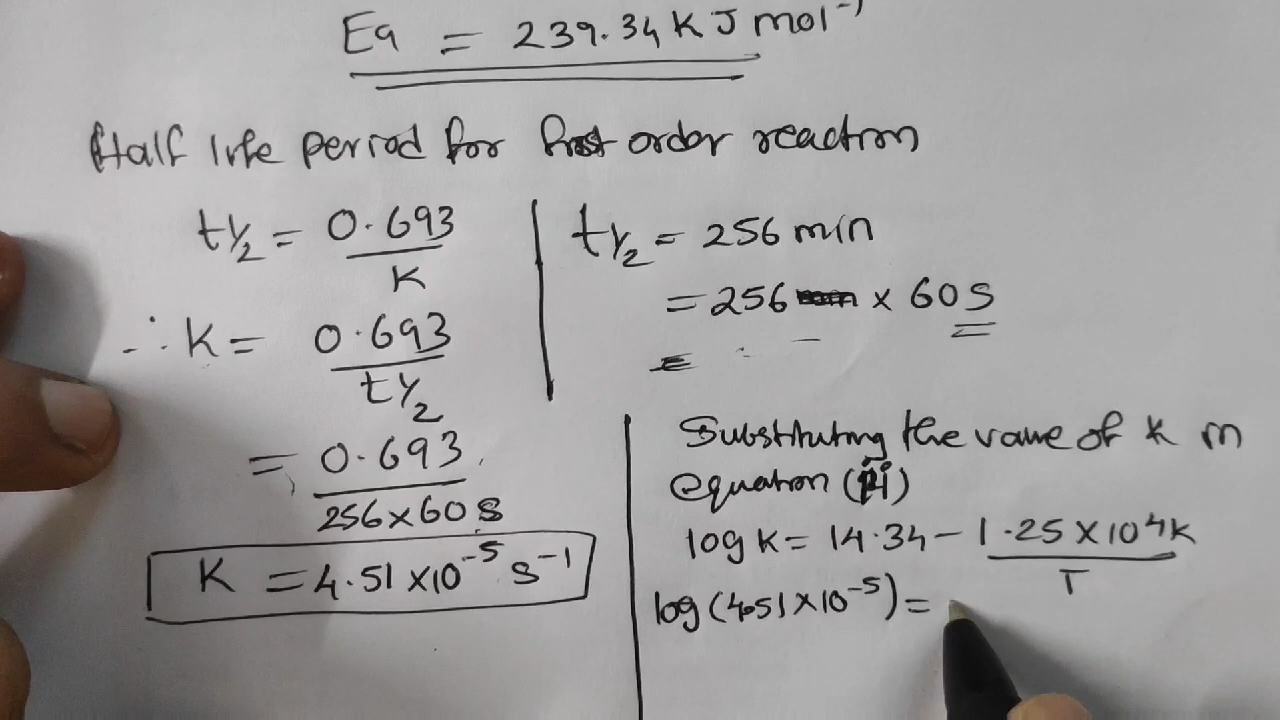 Ea = 239.34 KJ mol⁻¹
Half life period for first order reaction
t½ = 0.693 / K
∴ K = 0.693 / t½
= 0.693 / 256 × 60 s
K = 4.51 × 10⁻⁵ s⁻¹
t½ = 256 min
= 256 × 60 s
=
Substituting the value of K in
equation (ii)
log K = 14.34 − 1.25 × 10⁴ K / T
log (4.51 × 10⁻⁵) =